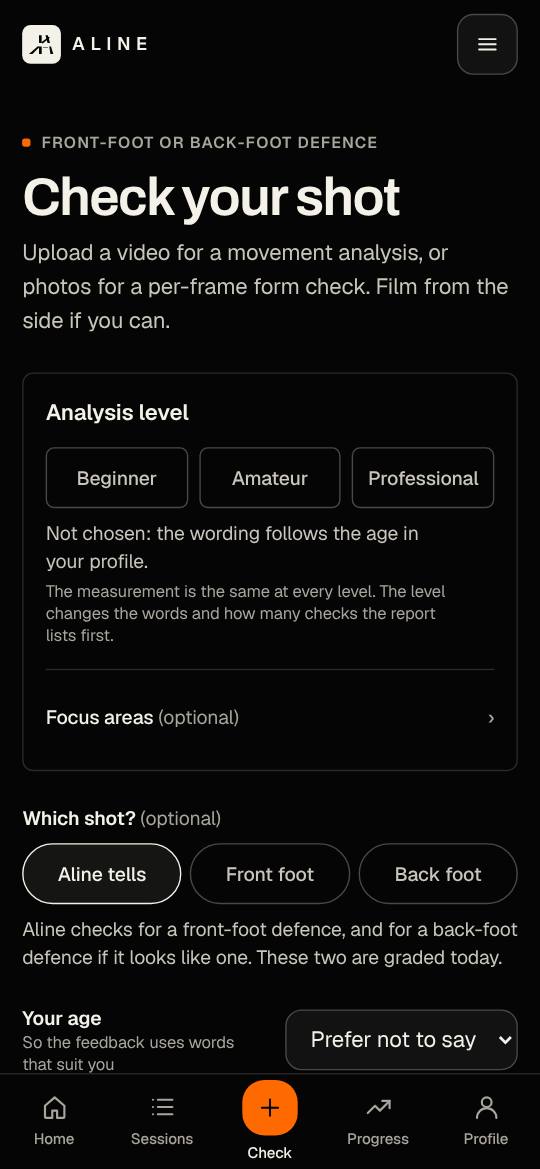 ALINE
FRONT-FOOT OR BACK-FOOT DEFENCE
Check your shot
Upload a video for a movement analysis, or
photos for a per-frame form check. Film from the
side if you can.
Analysis level
Beginner
Amateur
Professional
Not chosen: the wording follows the age in
your profile.
The measurement is the same at every level. The level
changes the words and how many checks the report
lists first.
Focus areas (optional)
Which shot? (optional)
Aline tells
Front foot
Back foot
Aline checks for a front-foot defence, and for a back-foot
defence if it looks like one. These two are graded today.
Your age
So the feedback uses words
that suit you
Prefer not to say
Home
Sessions
Check
Progress
Profile